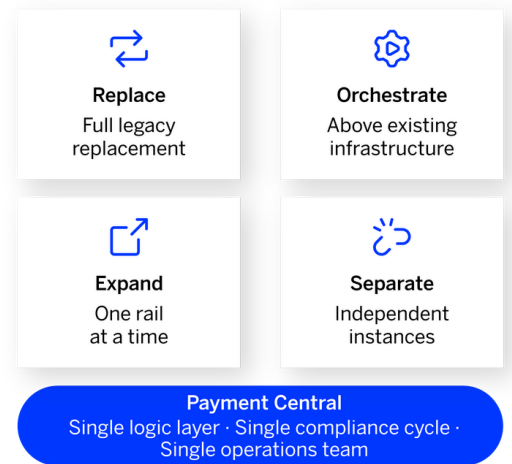 Replace
Full legacy
replacement
Orchestrate
Above existing
infrastructure
Expand
One rail
at a time
Separate
Independent
instances
Payment Central
Single logic layer · Single compliance cycle ·
Single operations team